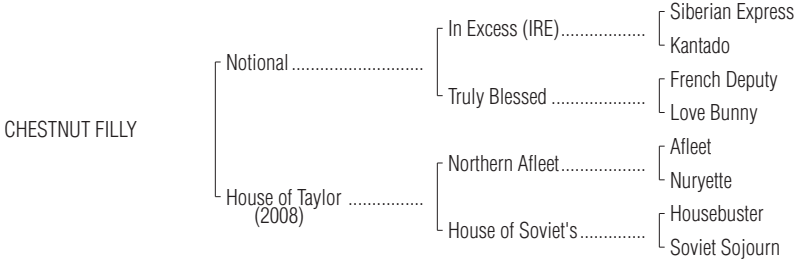 Siberian Express
In Excess (IRE)..................
Kantado
Notional............................
French Deputy
Truly Blessed ....................
Love Bunny
CHESTNUT FILLY
Afleet
Northern Afleet..................
Nuryette
House of Taylor ................
(2008)
Housebuster
House of Soviet's..............
Soviet Sojourn